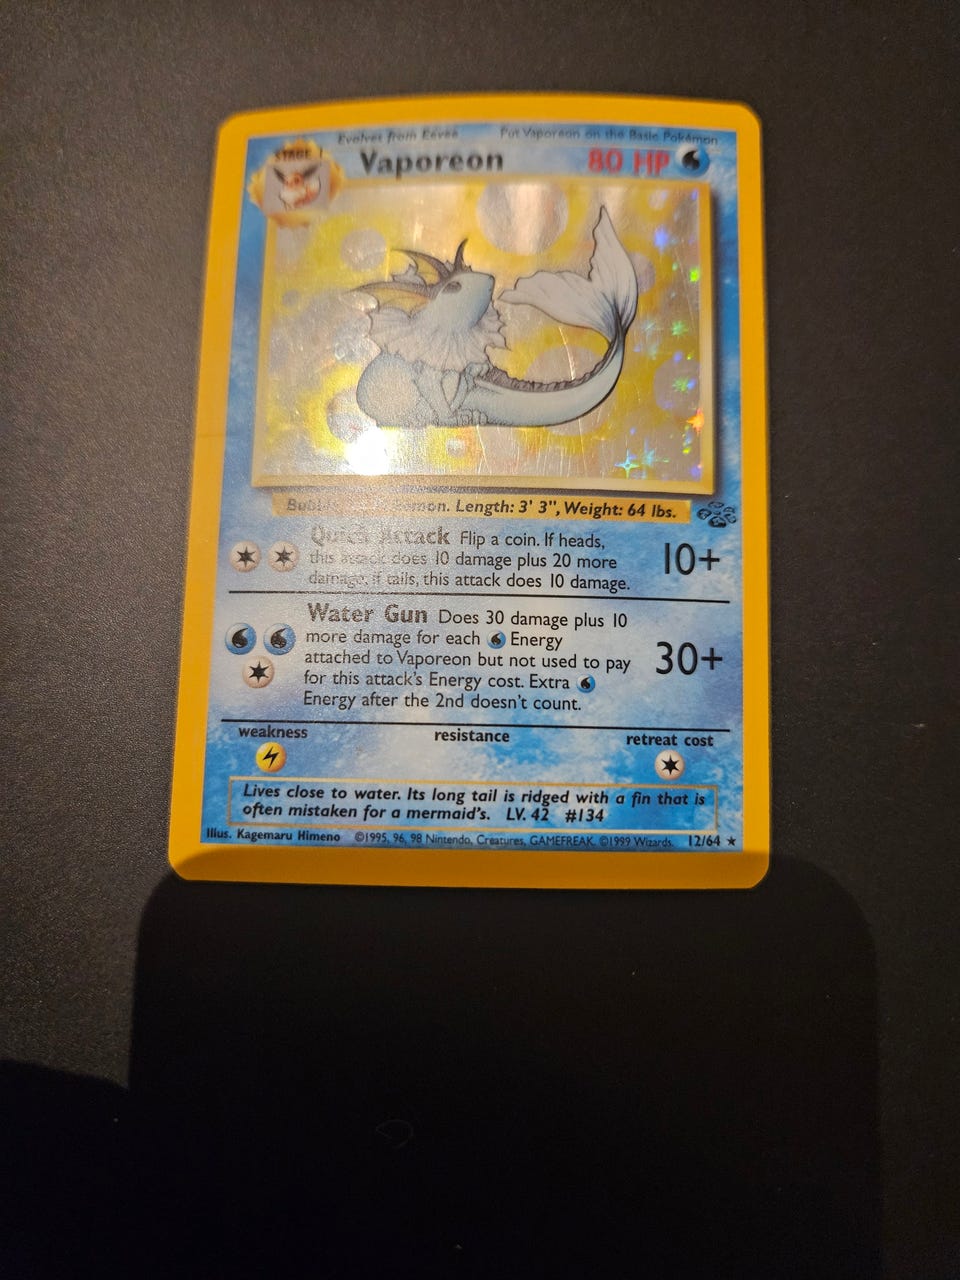 Evolves from Eevee Put Vaporeon on the Basic Pokémon
STAGE 1
Vaporeon 80 HP
Length: 3' 3", Weight: 64 lbs.
Quick Attack Flip a coin. If heads,
this attack does 10 damage plus 20 more
damage; if tails, this attack does 10 damage.
10+
Water Gun Does 30 damage plus 10
more damage for each Energy
attached to Vaporeon but not used to pay
for this attack's Energy cost. Extra
Energy after the 2nd doesn't count.
30+
weakness resistance retreat cost
Lives close to water. Its long tail is ridged with a fin that is
often mistaken for a mermaid's. LV. 42 #134
Illus. Kagemaru Himeno ©1995, 96, 98 Nintendo, Creatures, GAMEFREAK. ©1999 Wizards. 12/64 ★